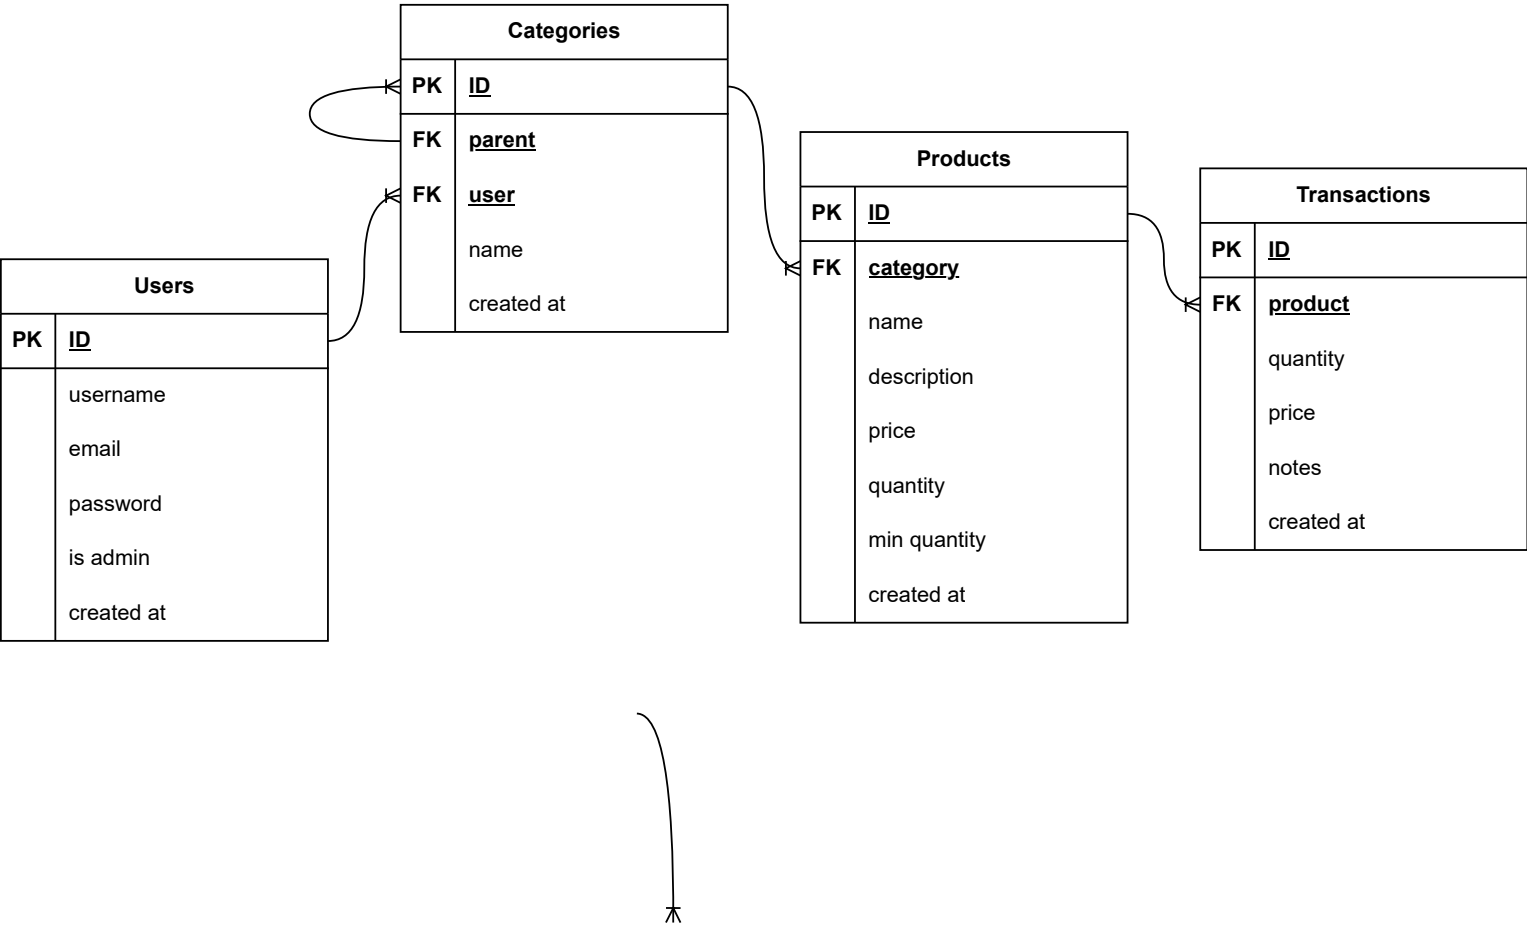 Categories
PK ID
FK parent
FK user
name
created at
Users
PK ID
username
email
password
is admin
created at
Products
PK ID
FK category
name
description
price
quantity
min quantity
created at
Transactions
PK ID
FK product
quantity
price
notes
created at